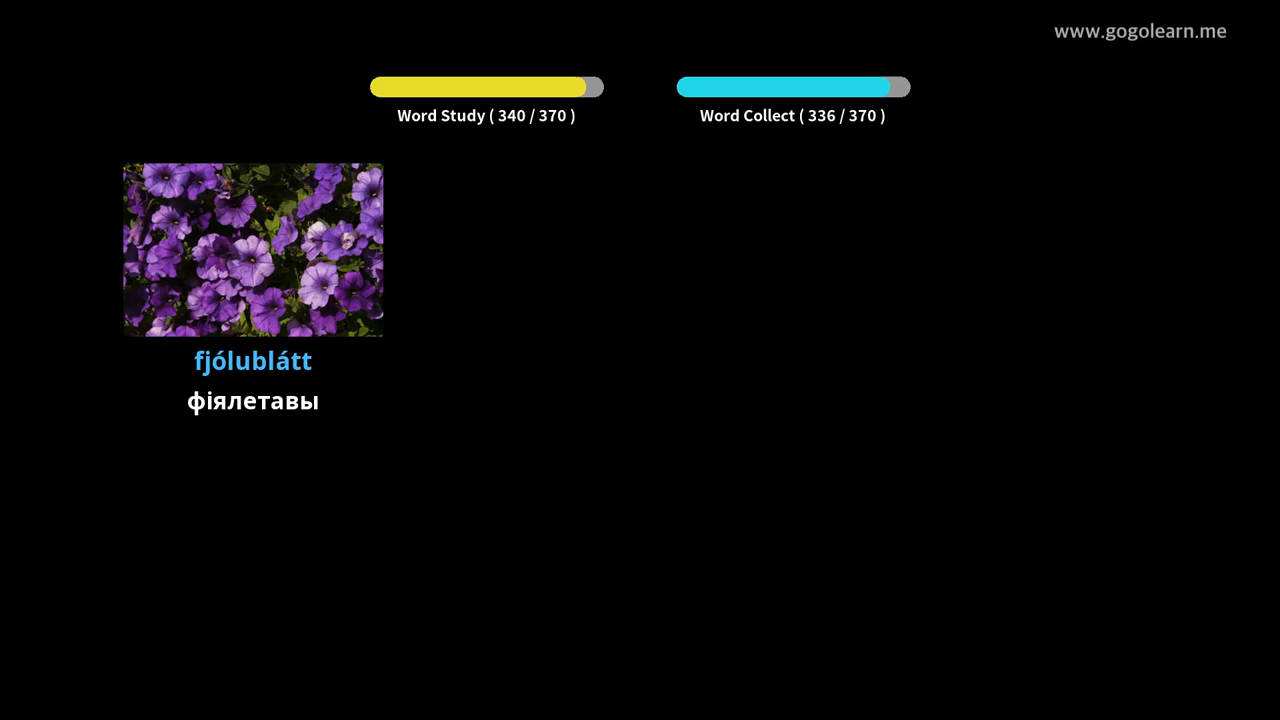 www.gogolearn.me
Word Study ( 340 / 370 )
Word Collect ( 336 / 370 )
fjólublátt
фіялетавы